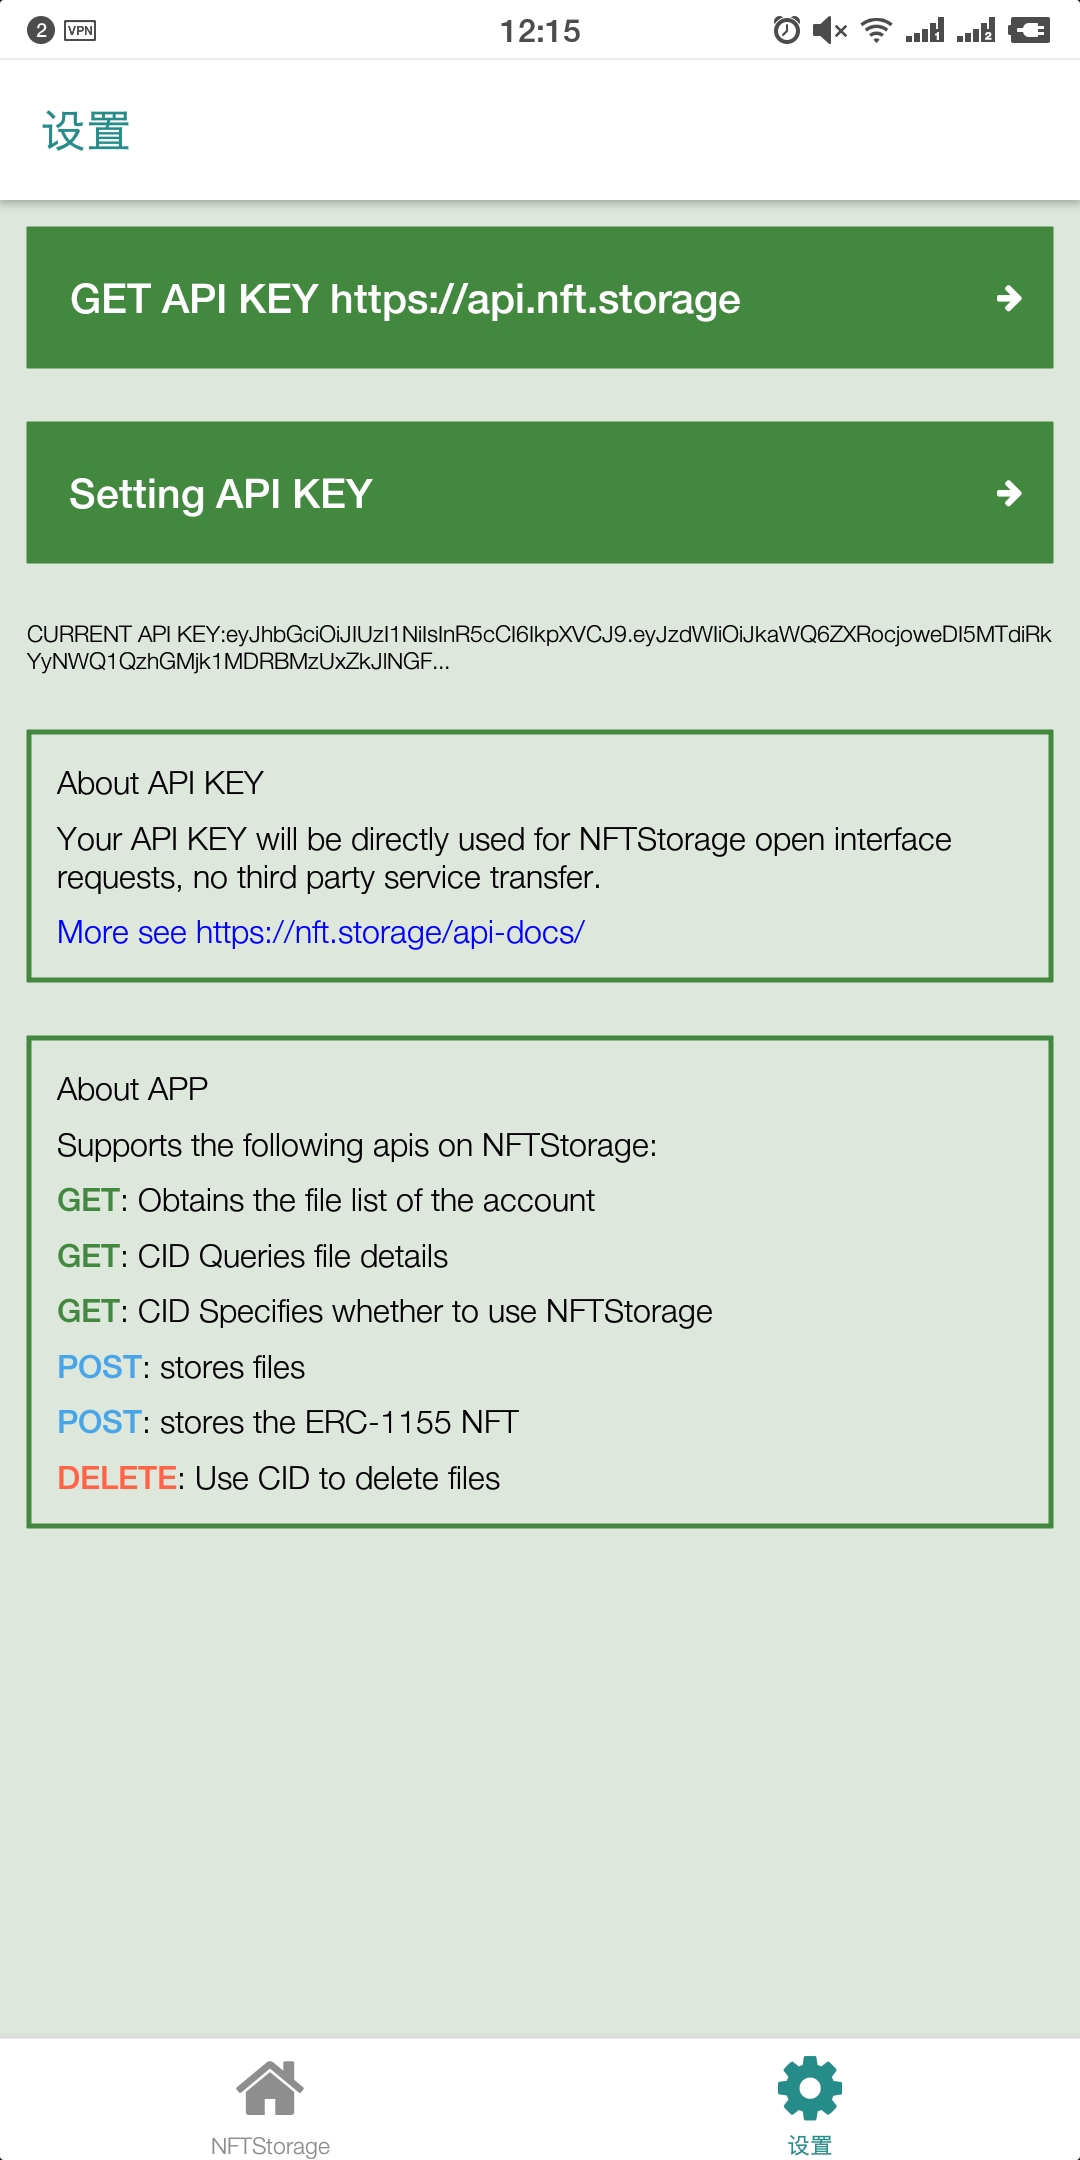 2 VPN 12:15 1 2
设置
GET API KEY https://api.nft.storage
Setting API KEY
CURRENT API KEY:eyJhbGciOiJIUzI1NiIsInR5cCI6IkpXVCJ9.eyJzdWIiOiJkaWQ6ZXRocjoweDI5MTdiRk
YyNWQ1QzhGMjk1MDRBMzUxZkJlNGF...
About API KEY
Your API KEY will be directly used for NFTStorage open interface
requests, no third party service transfer.
More see https://nft.storage/api-docs/
About APP
Supports the following apis on NFTStorage:
GET: Obtains the file list of the account
GET: CID Queries file details
GET: CID Specifies whether to use NFTStorage
POST: stores files
POST: stores the ERC-1155 NFT
DELETE: Use CID to delete files
NFTStorage
设置